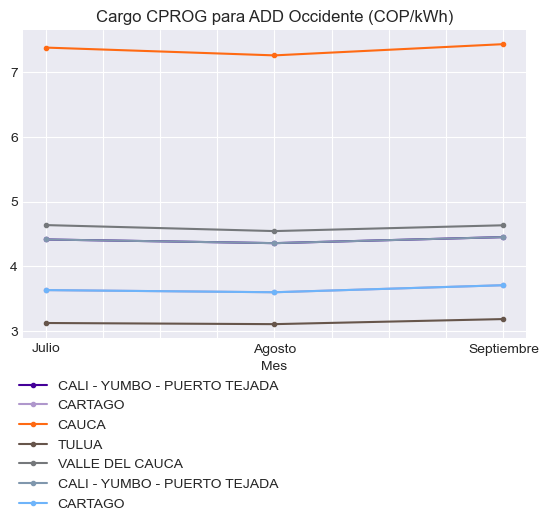 Cargo CPROG para ADD Occidente (COP/kWh)
7
6
5
4
3
Julio Agosto Septiembre
Mes
CALI - YUMBO - PUERTO TEJADA
CARTAGO
CAUCA
TULUA
VALLE DEL CAUCA
CALI - YUMBO - PUERTO TEJADA
CARTAGO